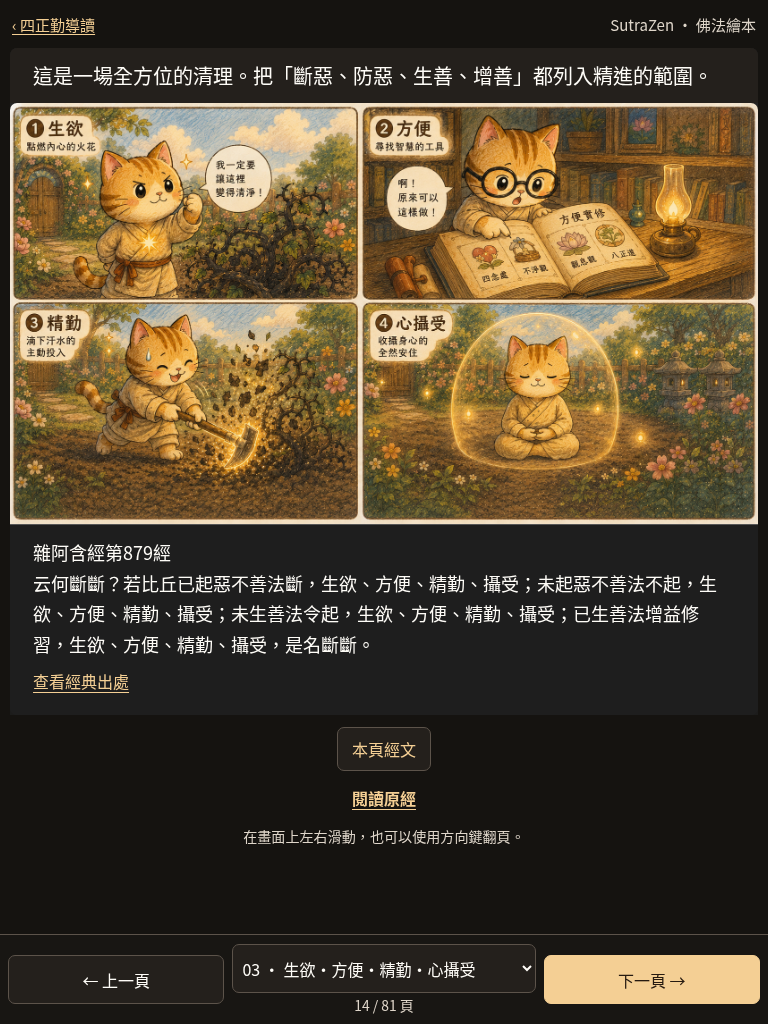 ‹ 四正勤導讀
SutraZen · 佛法繪本
這是一場全方位的清理。把「斷惡、防惡、生善、增善」都列入精進的範圍。
1 生欲
點燃內心的火花
我一定要
讓這裡
變得清淨！
2 方便
尋找智慧的工具
啊！
原來可以
這樣做！
方便實修
四念處
不淨觀
觀息觀
八正道
3 精勤
滴下汗水的
主動投入
4 心攝受
收攝身心的
全然安住
雜阿含經第879經
云何斷斷？若比丘已起惡不善法斷，生欲、方便、精勤、攝受；未起惡不善法不起，生
欲、方便、精勤、攝受；未生善法令起，生欲、方便、精勤、攝受；已生善法增益修
習，生欲、方便、精勤、攝受，是名斷斷。
查看經典出處
本頁經文
閱讀原經
在畫面上左右滑動，也可以使用方向鍵翻頁。
← 上一頁
03 · 生欲・方便・精勤・心攝受
下一頁 →
14 / 81 頁